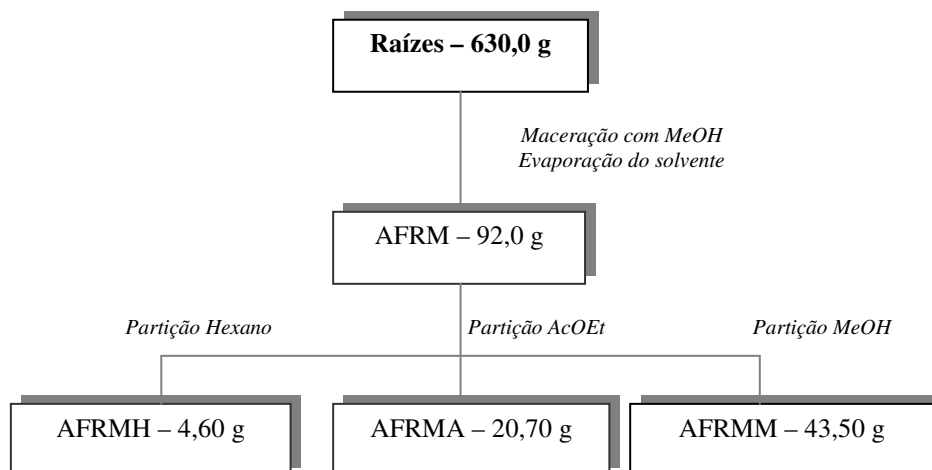 Raízes – 630,0 g
Maceração com MeOH
Evaporação do solvente
AFRM – 92,0 g
Partição Hexano
Partição AcOEt
Partição MeOH
AFRMH – 4,60 g
AFRMA – 20,70 g
AFRMM – 43,50 g